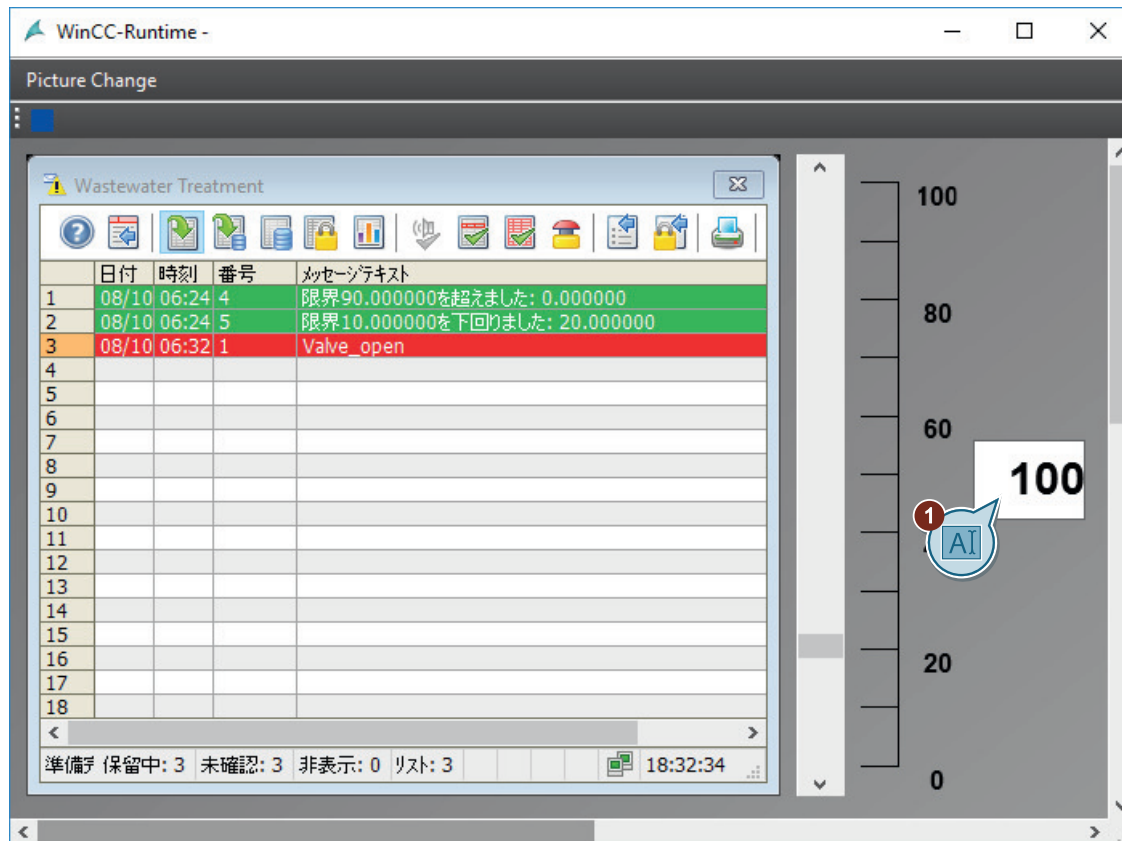 WinCC-Runtime -
Picture Change
Wastewater Treatment
日付 時刻 番号 メッセージテキスト
1 08/10 06:24 4 限界90.000000を超えました: 0.000000
2 08/10 06:24 5 限界10.000000を下回りました: 20.000000
3 08/10 06:32 1 Valve_open
4
5
6
7
8
9
10
11
12
13
14
15
16
17
18
準備 保留中: 3 未確認: 3 非表示: 0 リスト: 3 18:32:34
100
80
60
100
1
AI
20
0